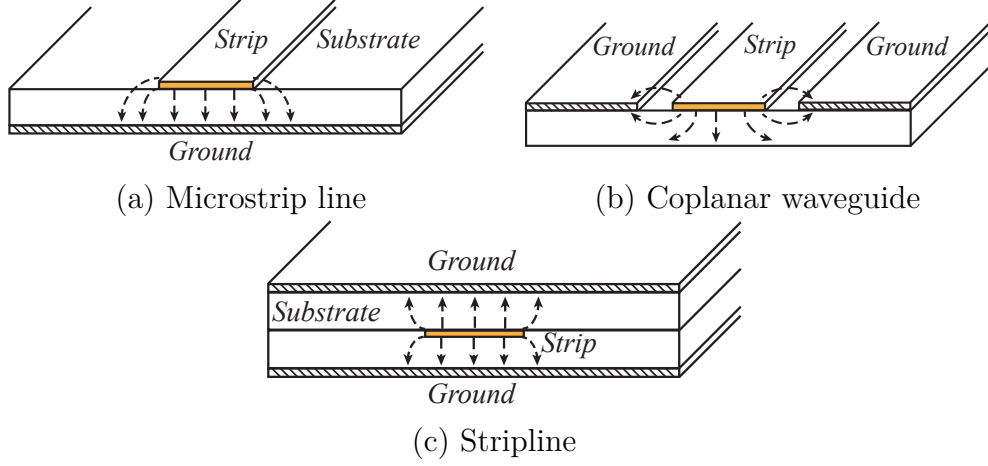 Strip Substrate
Ground
(a) Microstrip line
Ground Strip Ground
(b) Coplanar waveguide
Ground
Substrate
Strip
Ground
(c) Stripline